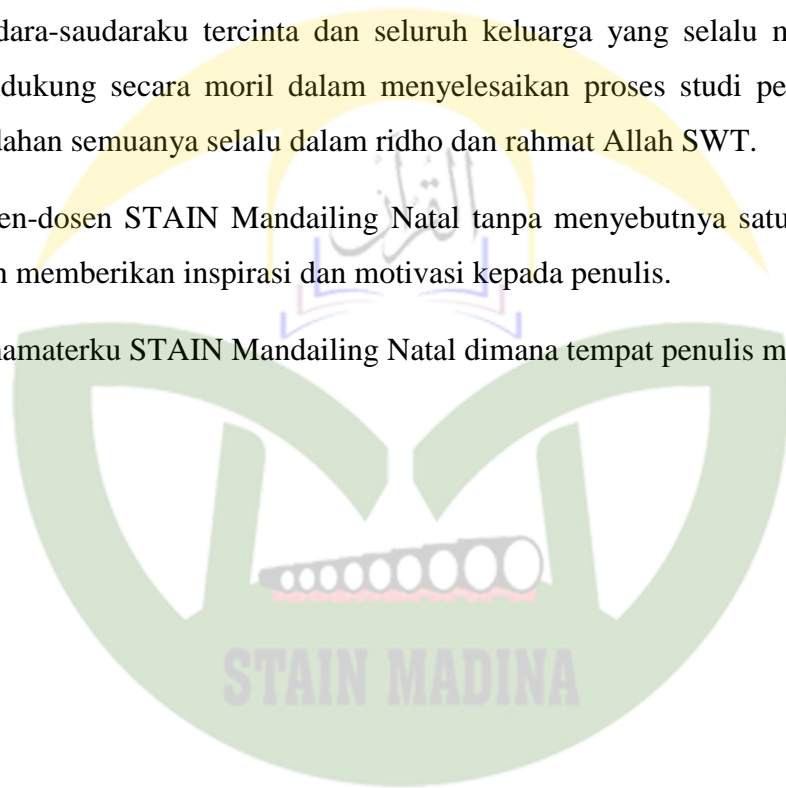 dara-saudaraku tercinta dan seluruh keluarga yang selalu m
dukung secara moril dalam menyelesaikan proses studi pe
dahan semuanya selalu dalam ridho dan rahmat Allah SWT.
القرآن
en-dosen STAIN Mandailing Natal tanpa menyebutnya satu
n memberikan inspirasi dan motivasi kepada penulis.
amaterku STAIN Mandailing Natal dimana tempat penulis m
STAIN MADINA